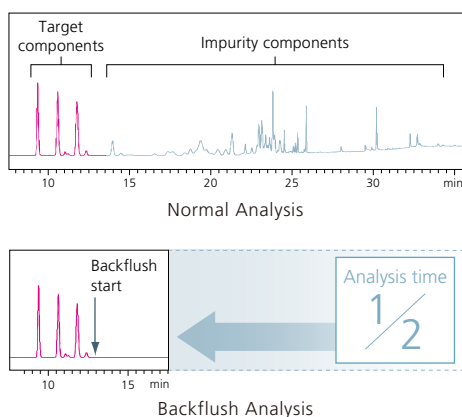 Target
components
Impurity components
10 15 20 25 30 min
Normal Analysis
Backflush
start
Analysis time
1/2
10 15 min
Backflush Analysis